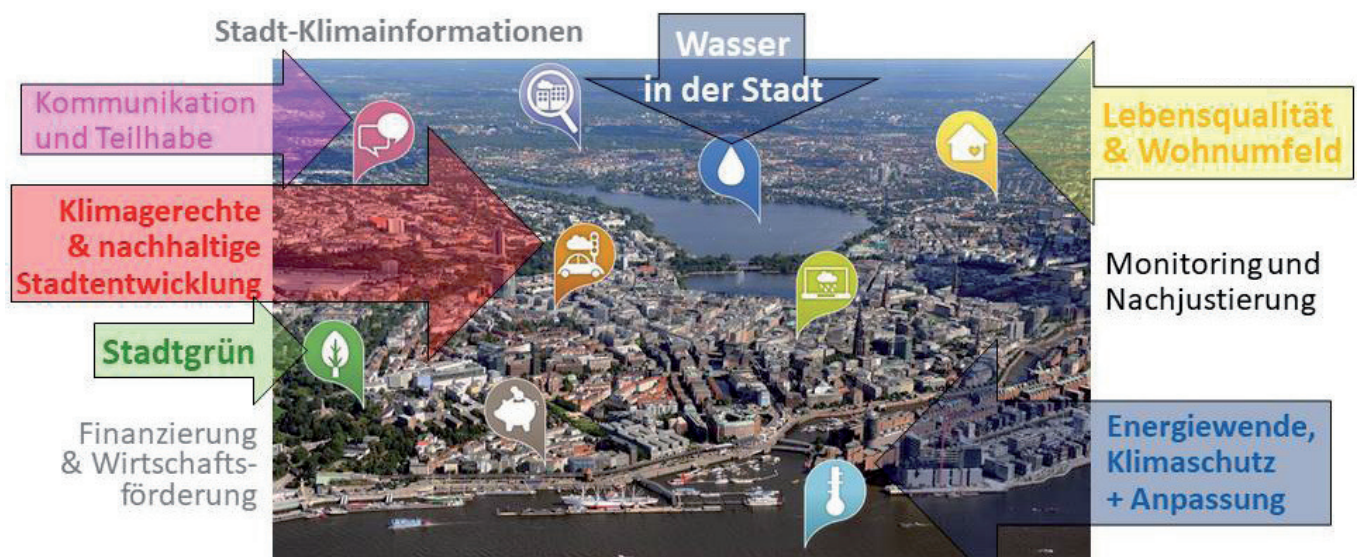 Stadt-Klimainformationen
Wasser
in der Stadt
Kommunikation
und Teilhabe
Lebensqualität
& Wohnumfeld
Klimagerechte
& nachhaltige
Stadtentwicklung
Monitoring und
Nachjustierung
Stadtgrün
Finanzierung
& Wirtschafts-
förderung
Energiewende,
Klimaschutz
+ Anpassung